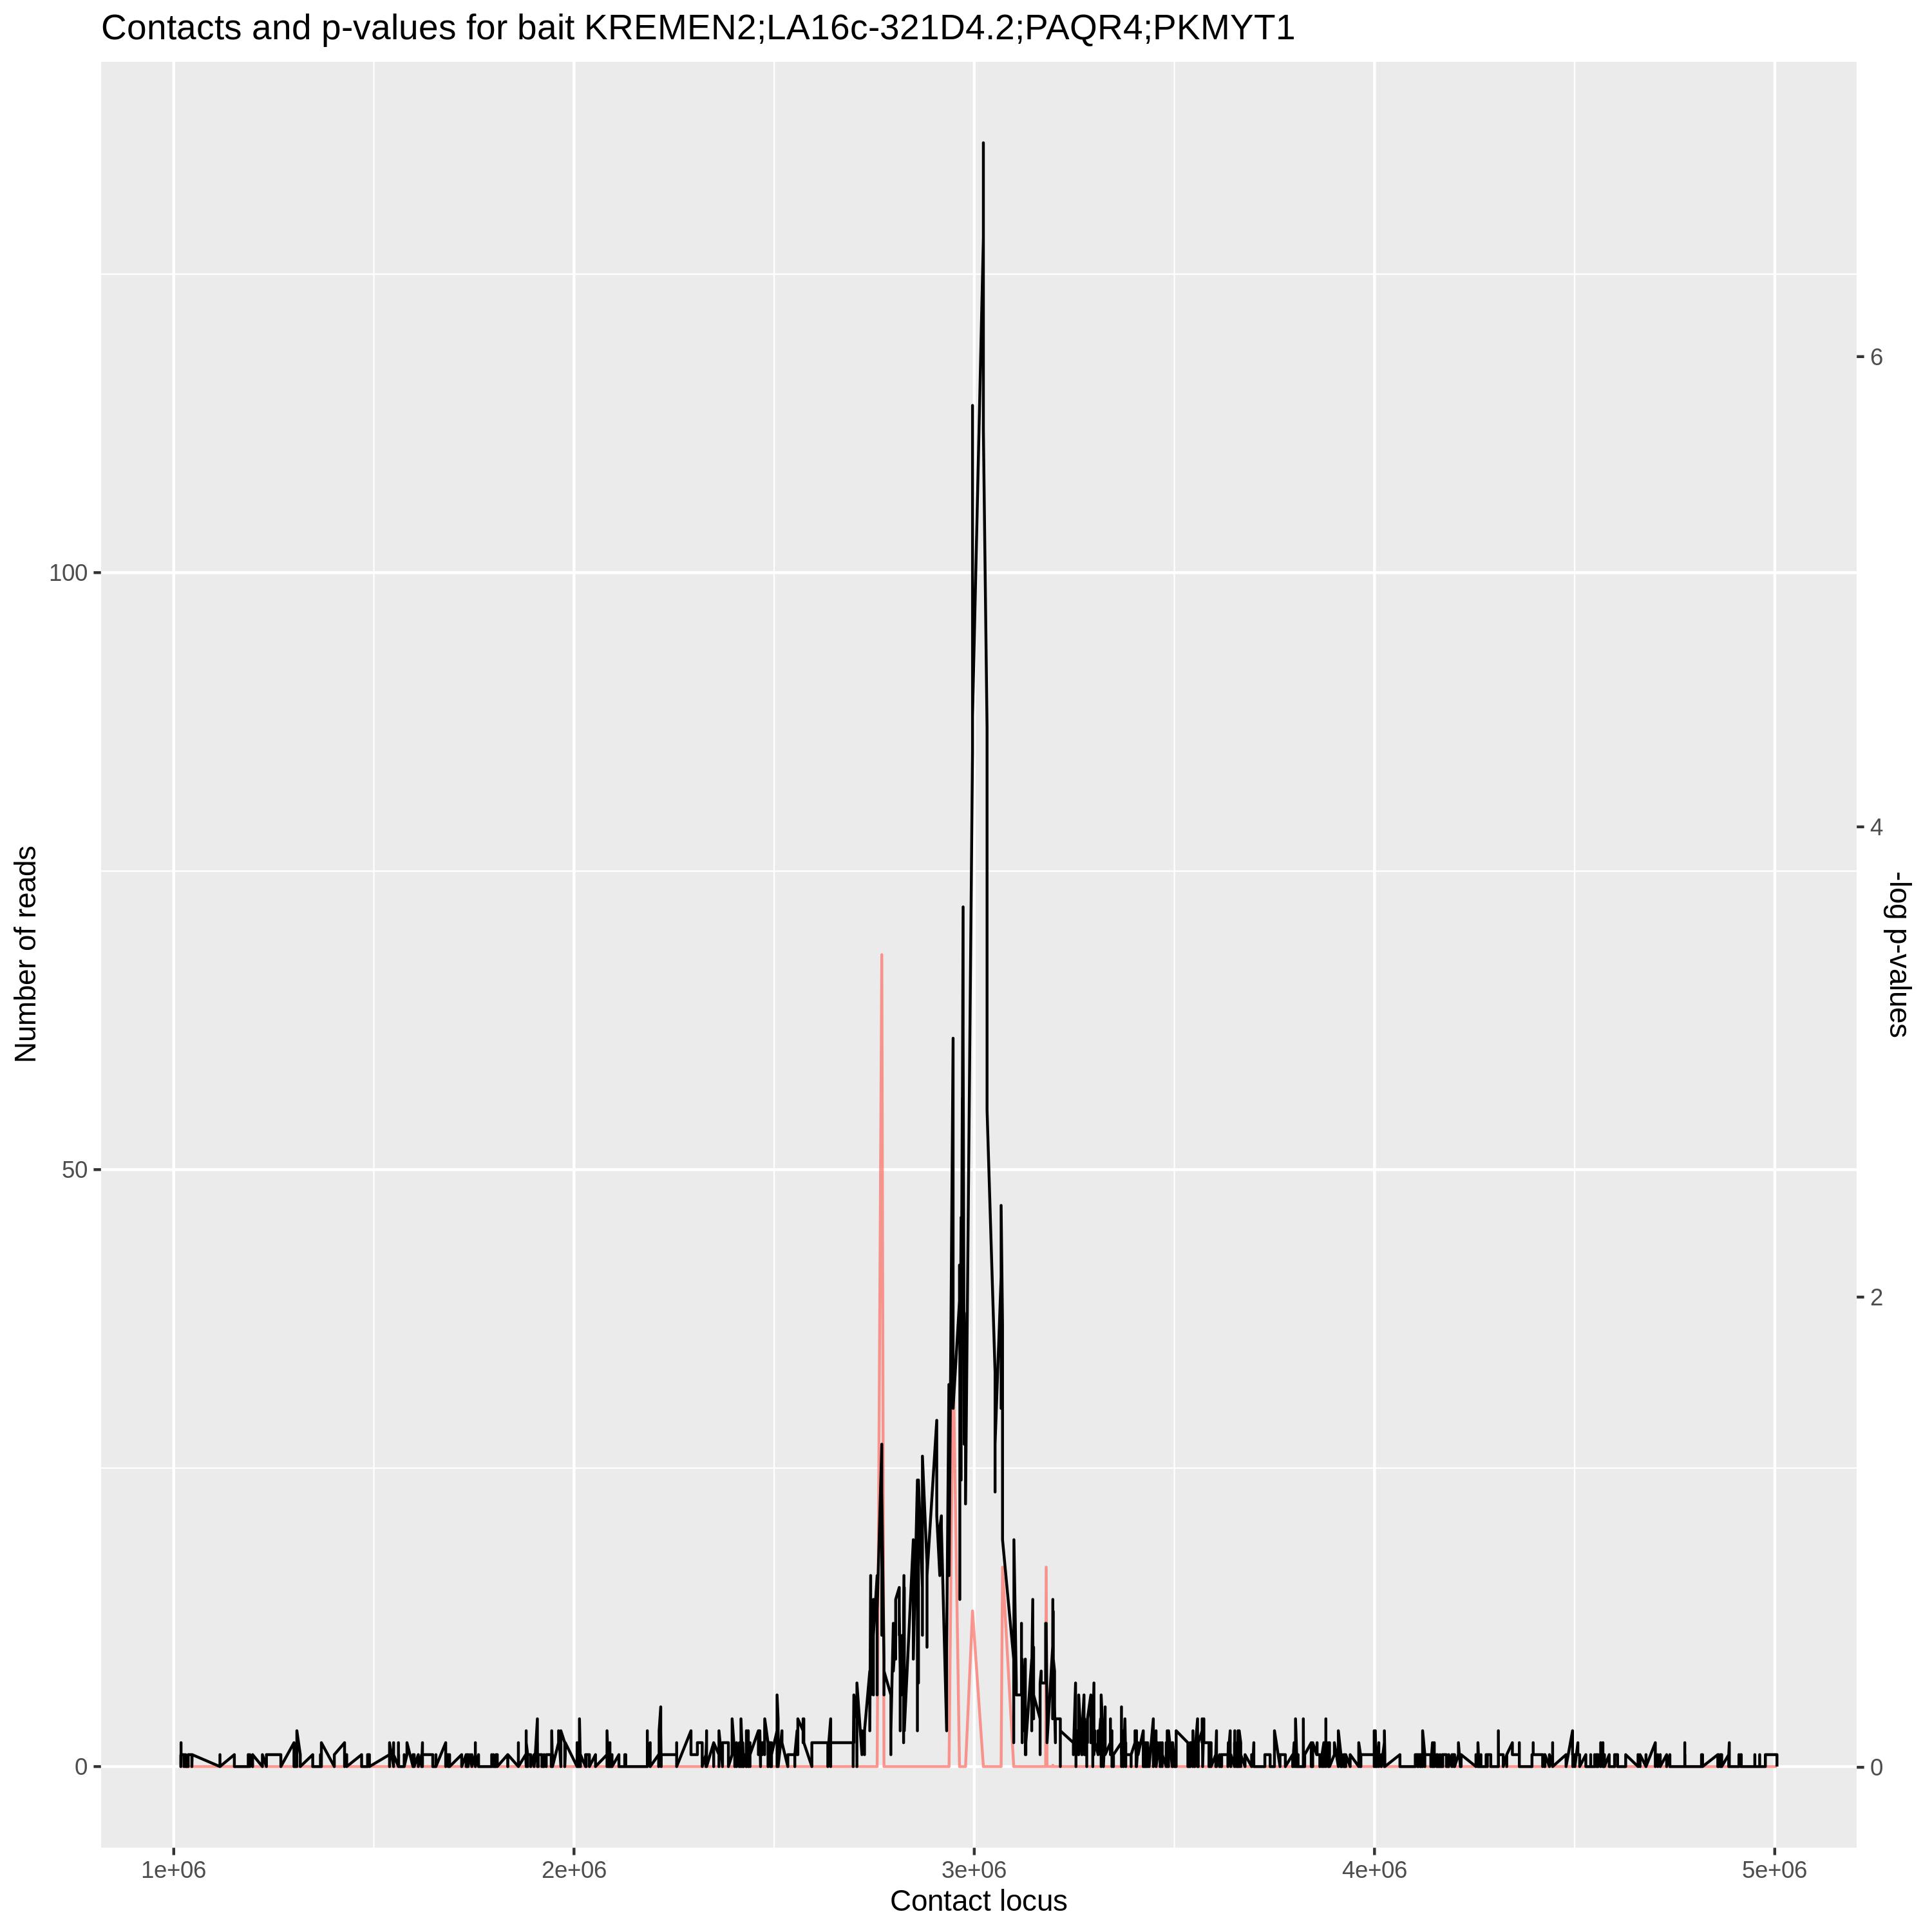 Contacts and p-values for bait KREMEN2;LA16c-321D4.2;PAQR4;PKMYT1
Number of reads
100
50
0
6
4
2
0
-log p-values
1e+06
2e+06
3e+06
4e+06
5e+06
Contact locus